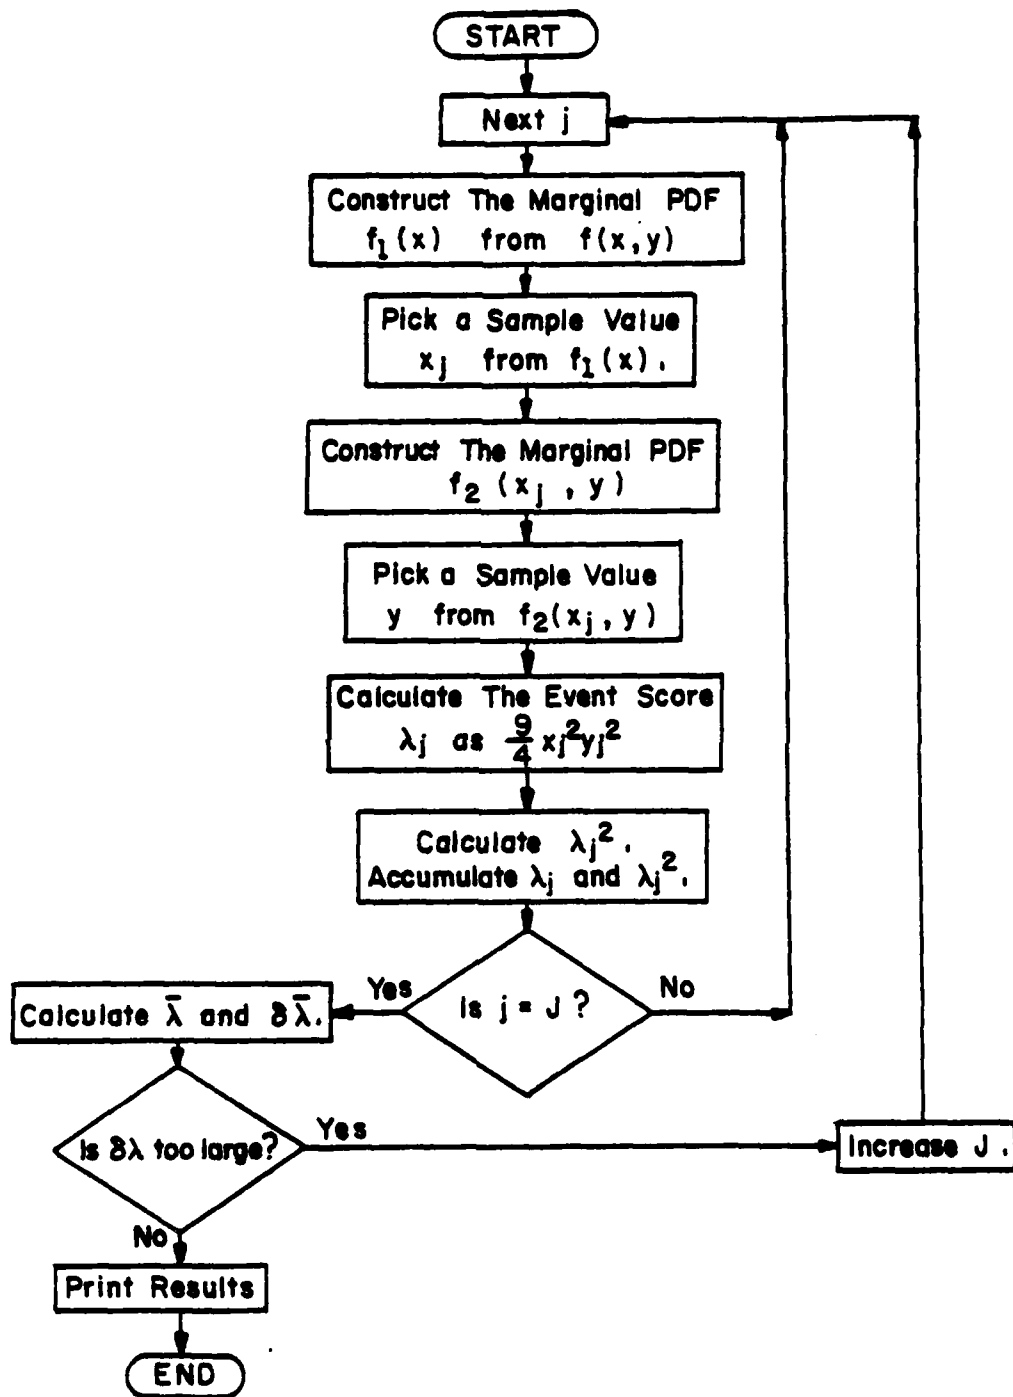 START
Next j
Construct The Marginal PDF
f₁(x) from f(x,y)
Pick a Sample Value
xⱼ from f₁(x).
Construct The Marginal PDF
f₂ (xⱼ , y)
Pick a Sample Value
y from f₂(xⱼ, y)
Calculate The Event Score
λⱼ as 9/4 xⱼ²yⱼ²
Calculate λⱼ².
Accumulate λⱼ and λⱼ².
Is j = J ?
Yes
No
Calculate λ̄ and δλ̄.
Is δλ too large?
Yes
Increase J .
No
Print Results
END